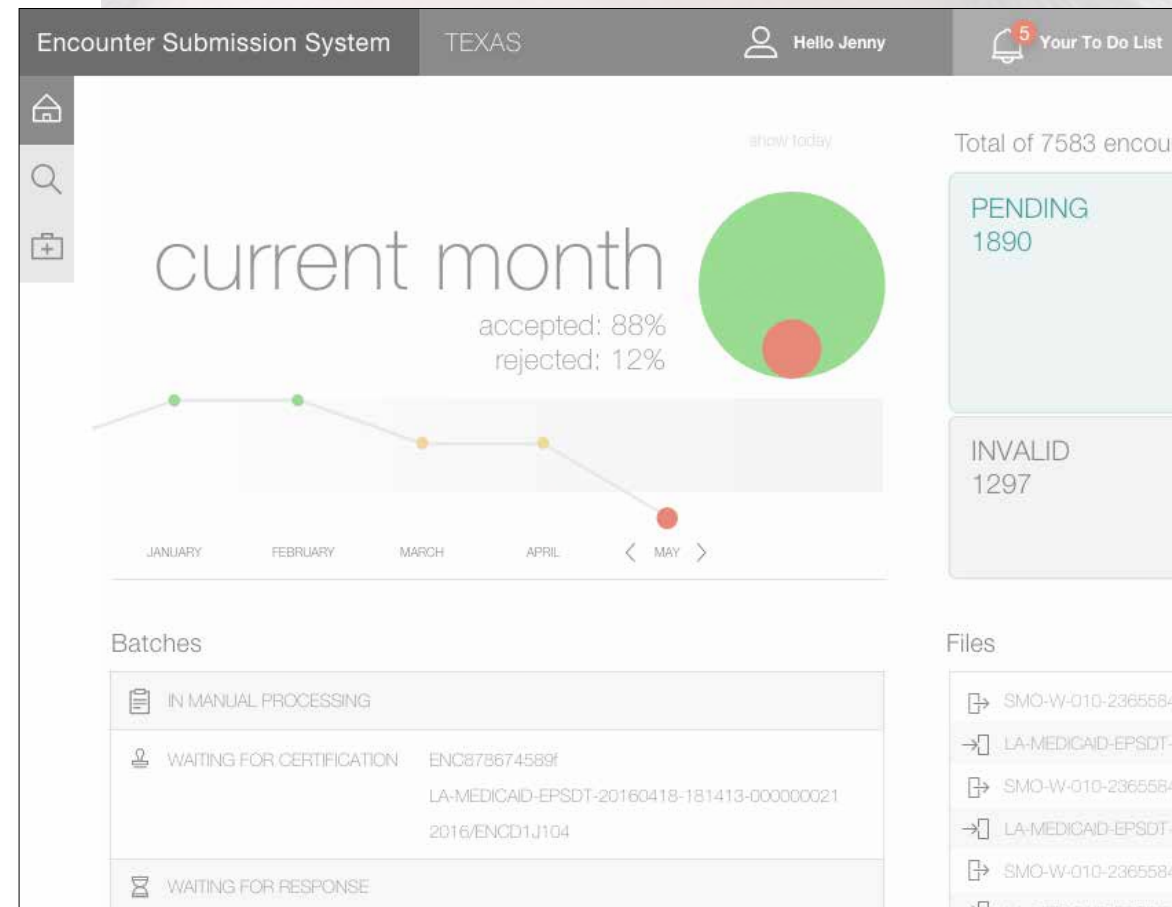 Encounter Submission System
TEXAS
Hello Jenny
5
Your To Do List
show today
current month
accepted: 88%
rejected: 12%
JANUARY
FEBRUARY
MARCH
APRIL
MAY
Total of 7583 encou
PENDING
1890
INVALID
1297
Batches
IN MANUAL PROCESSING
WAITING FOR CERTIFICATION
ENC878674589f
LA-MEDICAID-EPSDT-20160418-181413-000000021
2016/ENCD1J104
WAITING FOR RESPONSE
Files
SMO-W-010-2365584
LA-MEDICAID-EPSDT-
SMO-W-010-2365584
LA-MEDICAID-EPSDT-
SMO-W-010-2365584